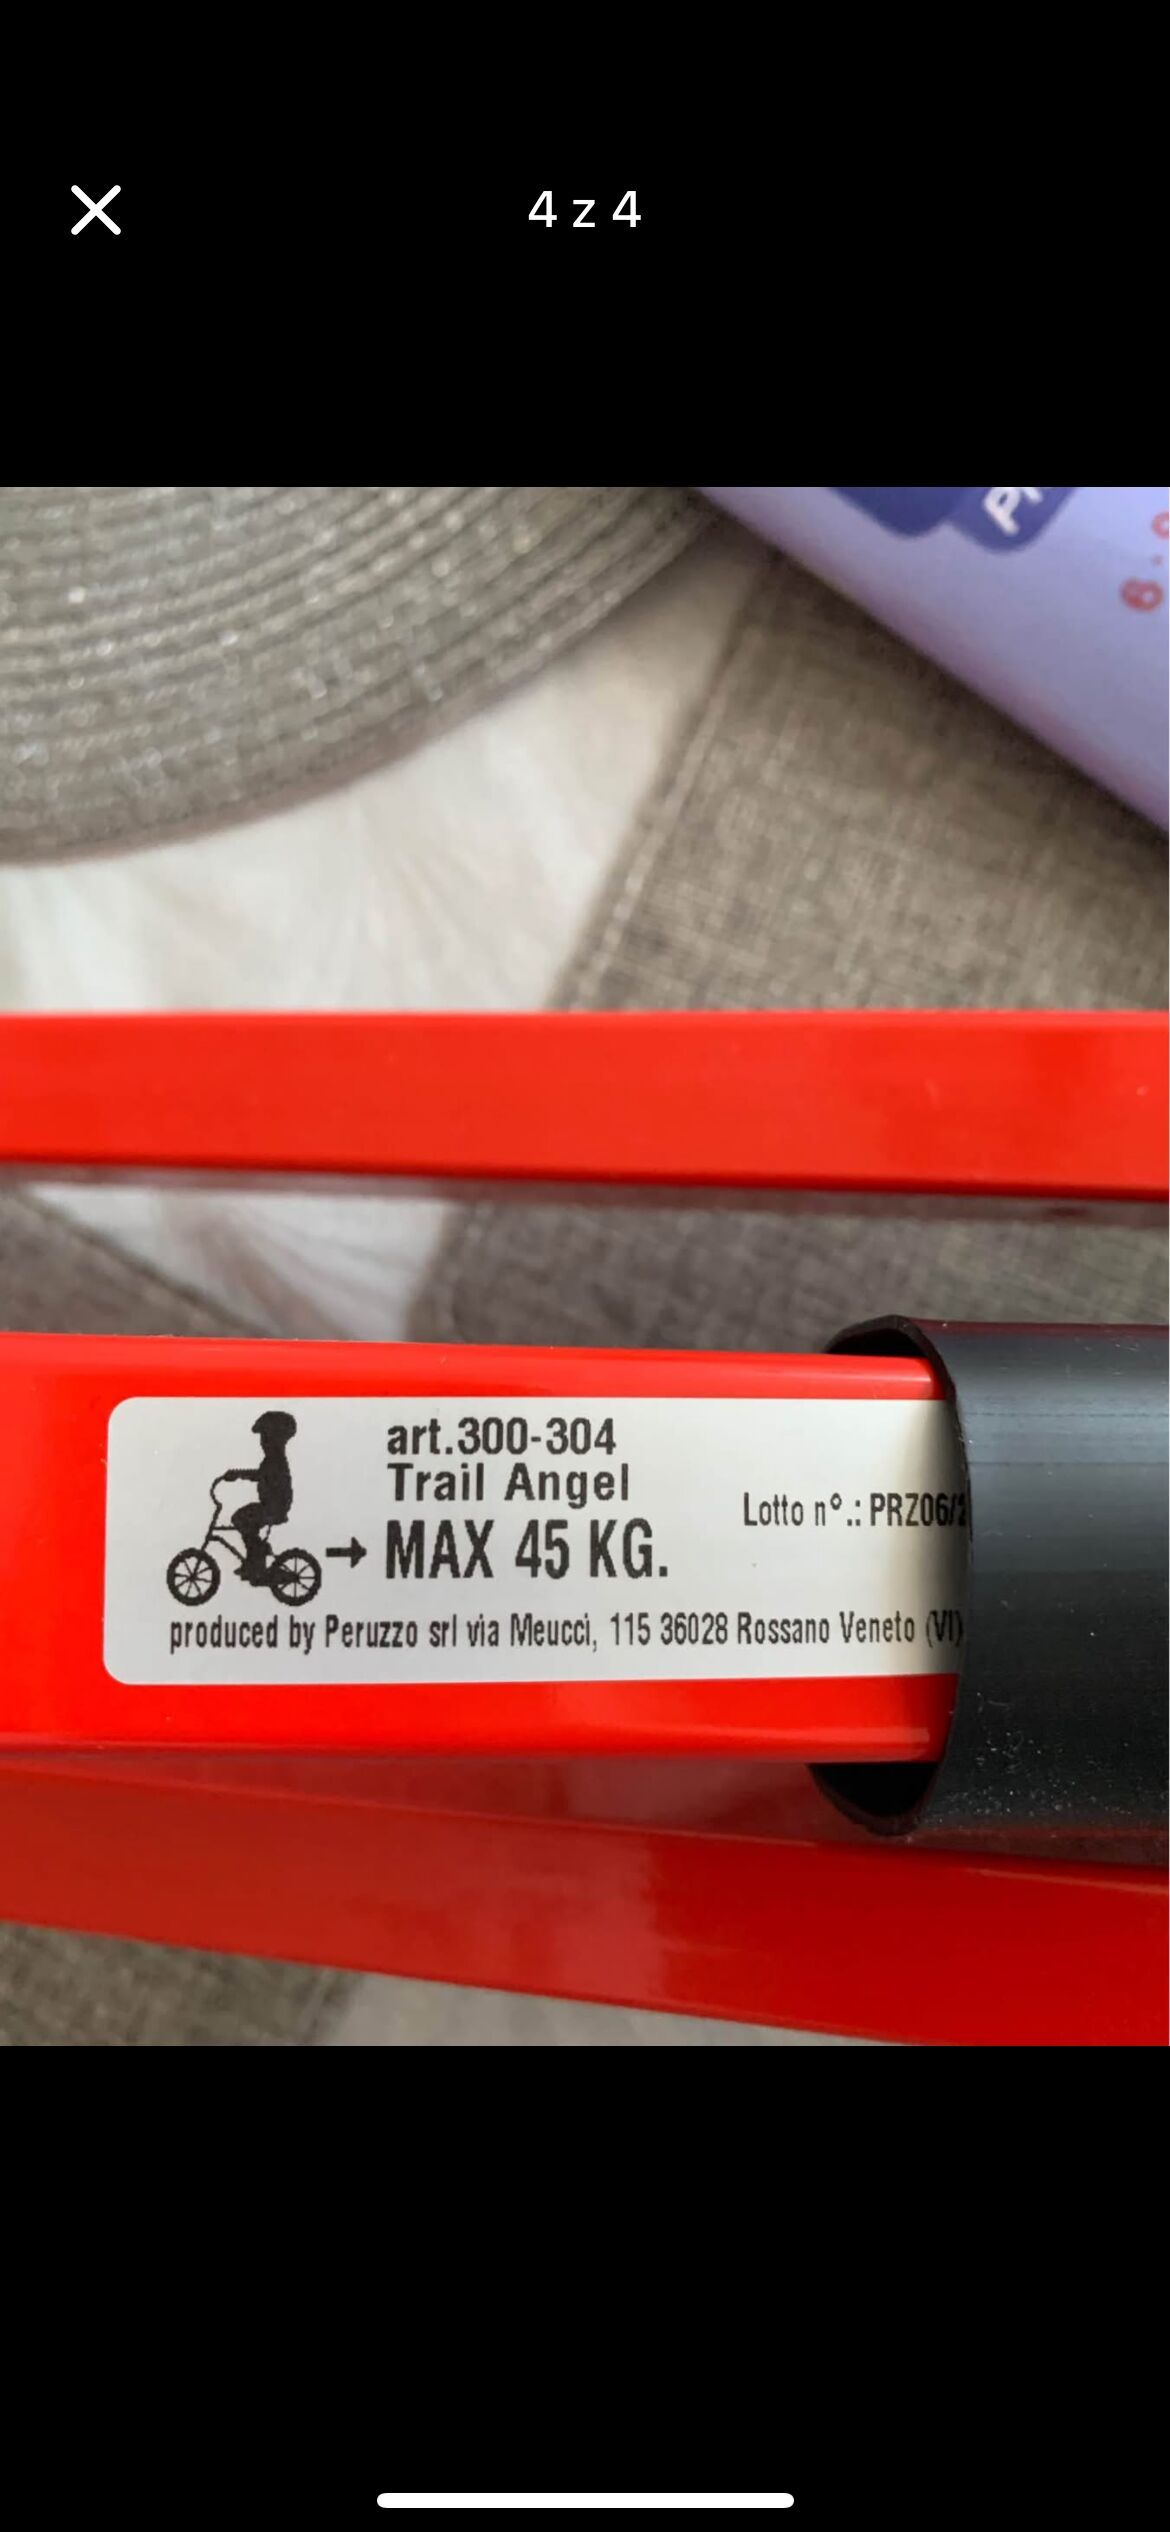 4 z 4
art.300-304
Trail Angel
MAX 45 KG.
Lotto n°.: PRZ06/2
produced by Peruzzo srl via Meucci, 115 36028 Rossano Veneto (VI)